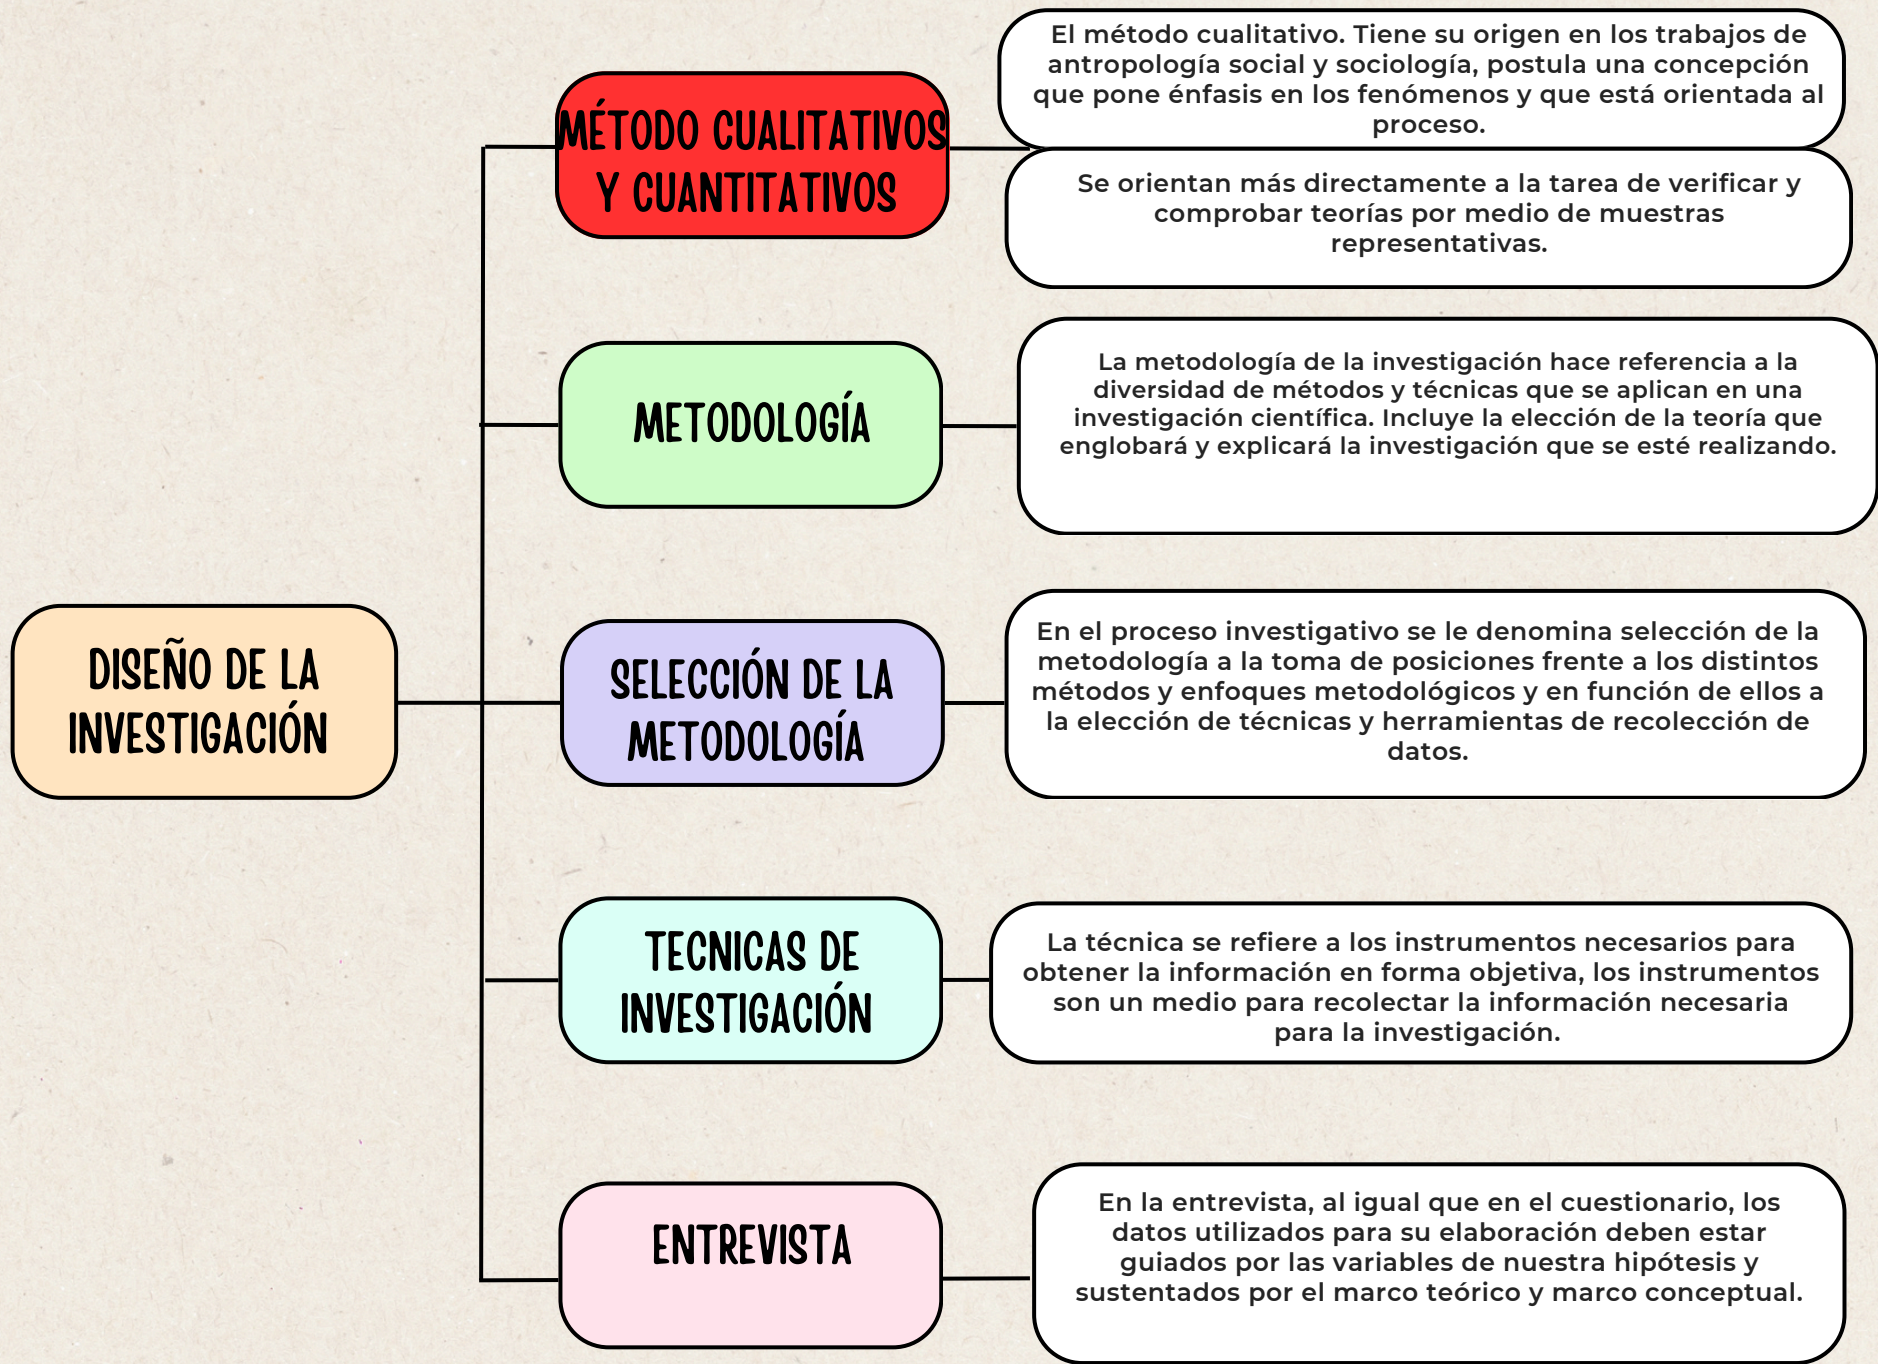 DISEÑO DE LA
INVESTIGACIÓN
MÉTODO CUALITATIVOS
Y CUANTITATIVOS
El método cualitativo. Tiene su origen en los trabajos de
antropología social y sociología, postula una concepción
que pone énfasis en los fenómenos y que está orientada al
proceso.
Se orientan más directamente a la tarea de verificar y
comprobar teorías por medio de muestras
representativas.
METODOLOGÍA
La metodología de la investigación hace referencia a la
diversidad de métodos y técnicas que se aplican en una
investigación científica. Incluye la elección de la teoría que
englobará y explicará la investigación que se esté realizando.
SELECCIÓN DE LA
METODOLOGÍA
En el proceso investigativo se le denomina selección de la
metodología a la toma de posiciones frente a los distintos
métodos y enfoques metodológicos y en función de ellos a
la elección de técnicas y herramientas de recolección de
datos.
TECNICAS DE
INVESTIGACIÓN
La técnica se refiere a los instrumentos necesarios para
obtener la información en forma objetiva, los instrumentos
son un medio para recolectar la información necesaria
para la investigación.
ENTREVISTA
En la entrevista, al igual que en el cuestionario, los
datos utilizados para su elaboración deben estar
guiados por las variables de nuestra hipótesis y
sustentados por el marco teórico y marco conceptual.